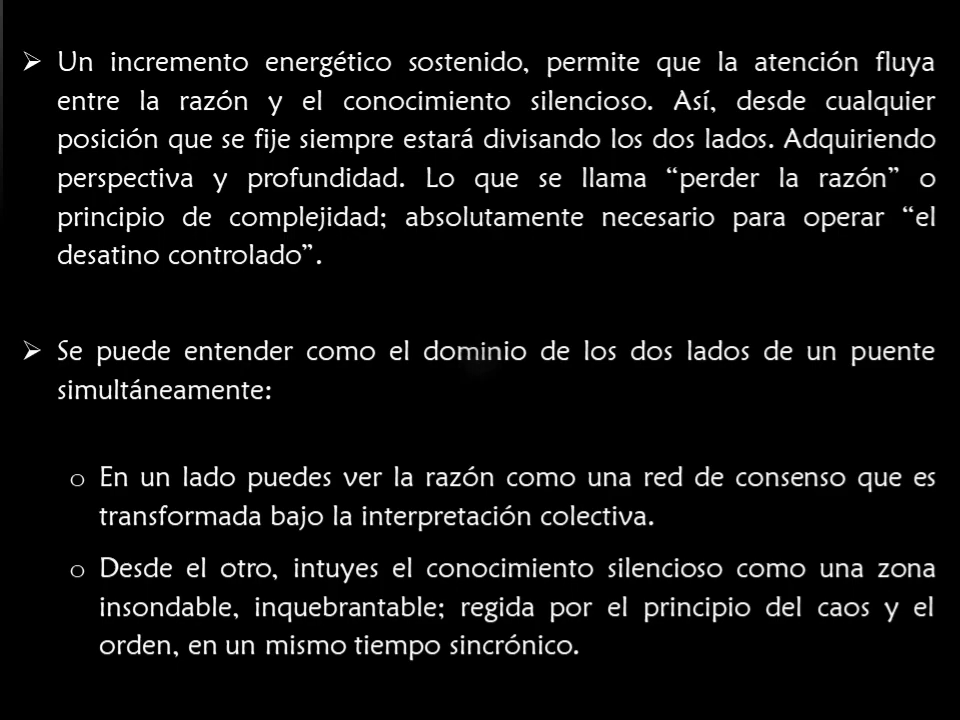 ➢ Un incremento energético sostenido, permite que la atención fluya
entre la razón y el conocimiento silencioso. Así, desde cualquier
posición que se fije siempre estará divisando los dos lados. Adquiriendo
perspectiva y profundidad. Lo que se llama “perder la razón” o
principio de complejidad; absolutamente necesario para operar “el
desatino controlado”.
➢ Se puede entender como el dominio de los dos lados de un puente
simultáneamente:
o En un lado puedes ver la razón como una red de consenso que es
transformada bajo la interpretación colectiva.
o Desde el otro, intuyes el conocimiento silencioso como una zona
insondable, inquebrantable; regida por el principio del caos y el
orden, en un mismo tiempo sincrónico.